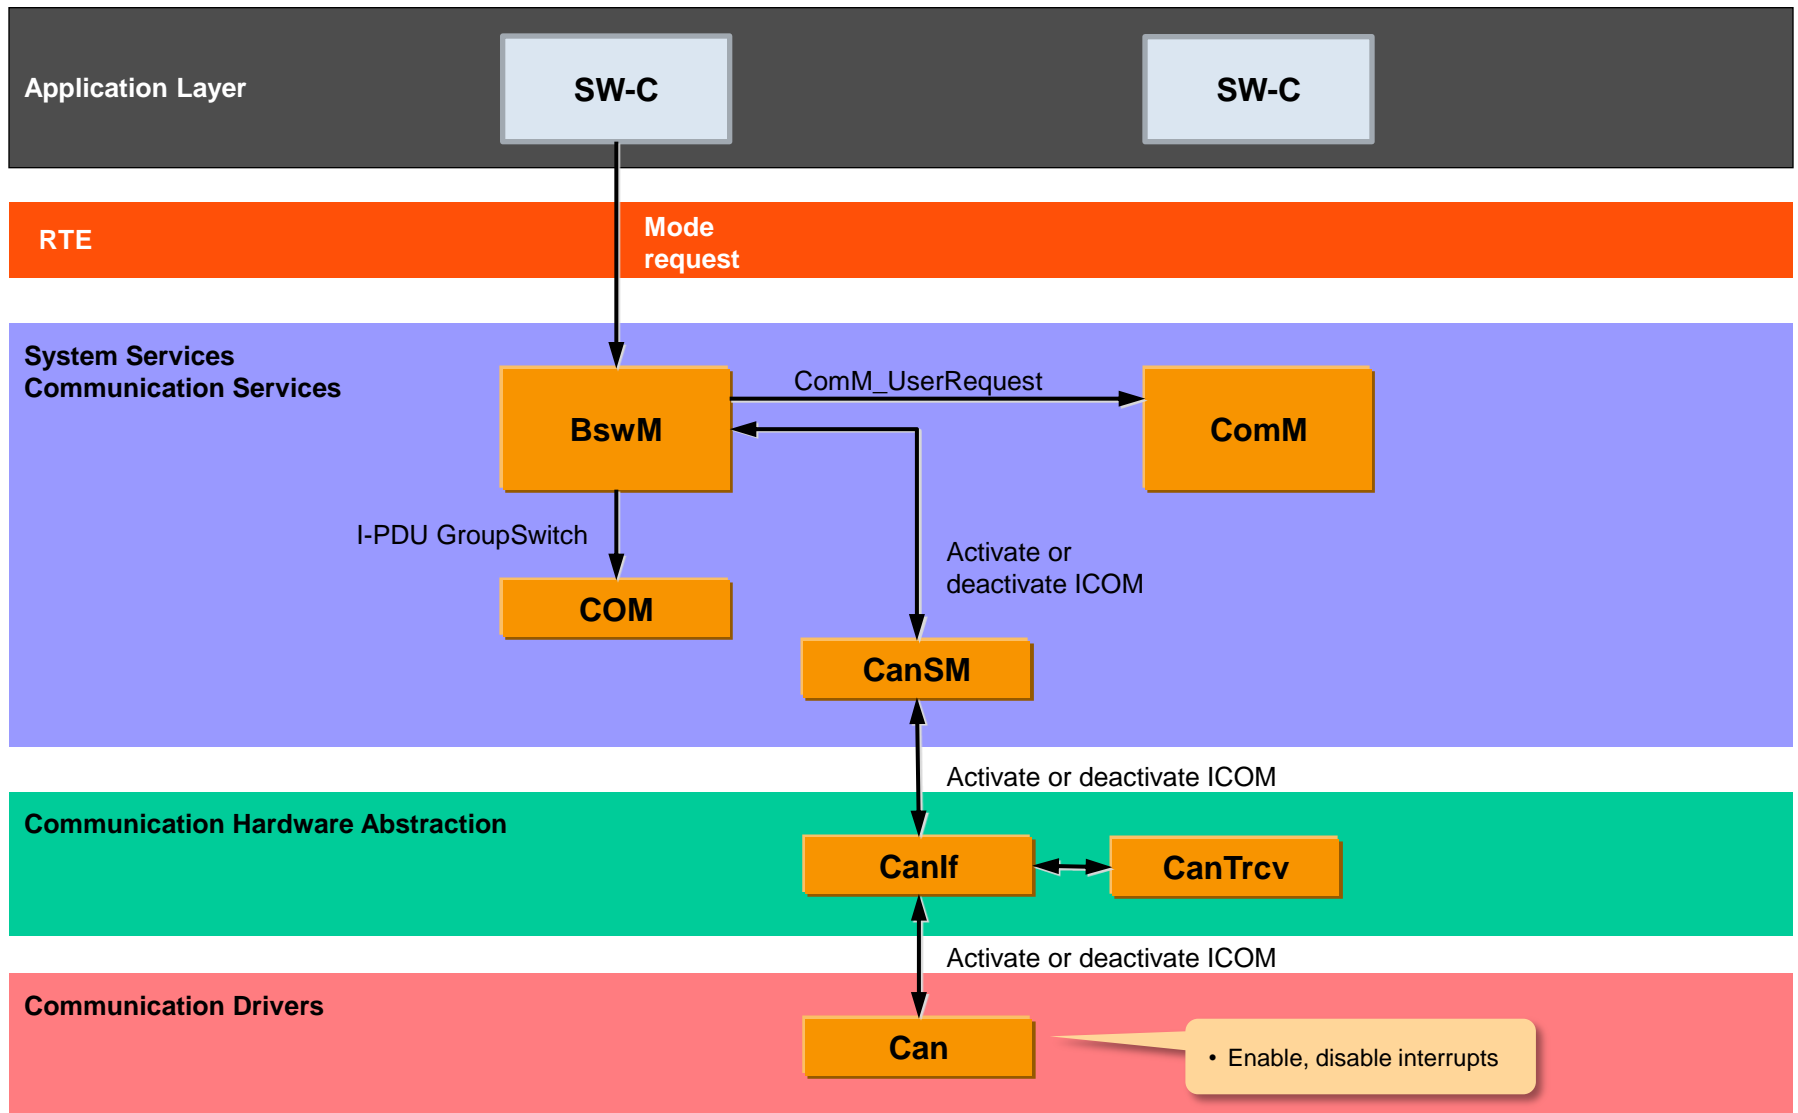 Application Layer
SW-C
SW-C
RTE
Mode
request
System Services
Communication Services
BswM
ComM_UserRequest
ComM
I-PDU GroupSwitch
COM
Activate or
deactivate ICOM
CanSM
Activate or deactivate ICOM
Communication Hardware Abstraction
CanIf
CanTrcv
Activate or deactivate ICOM
Communication Drivers
Can
• Enable, disable interrupts